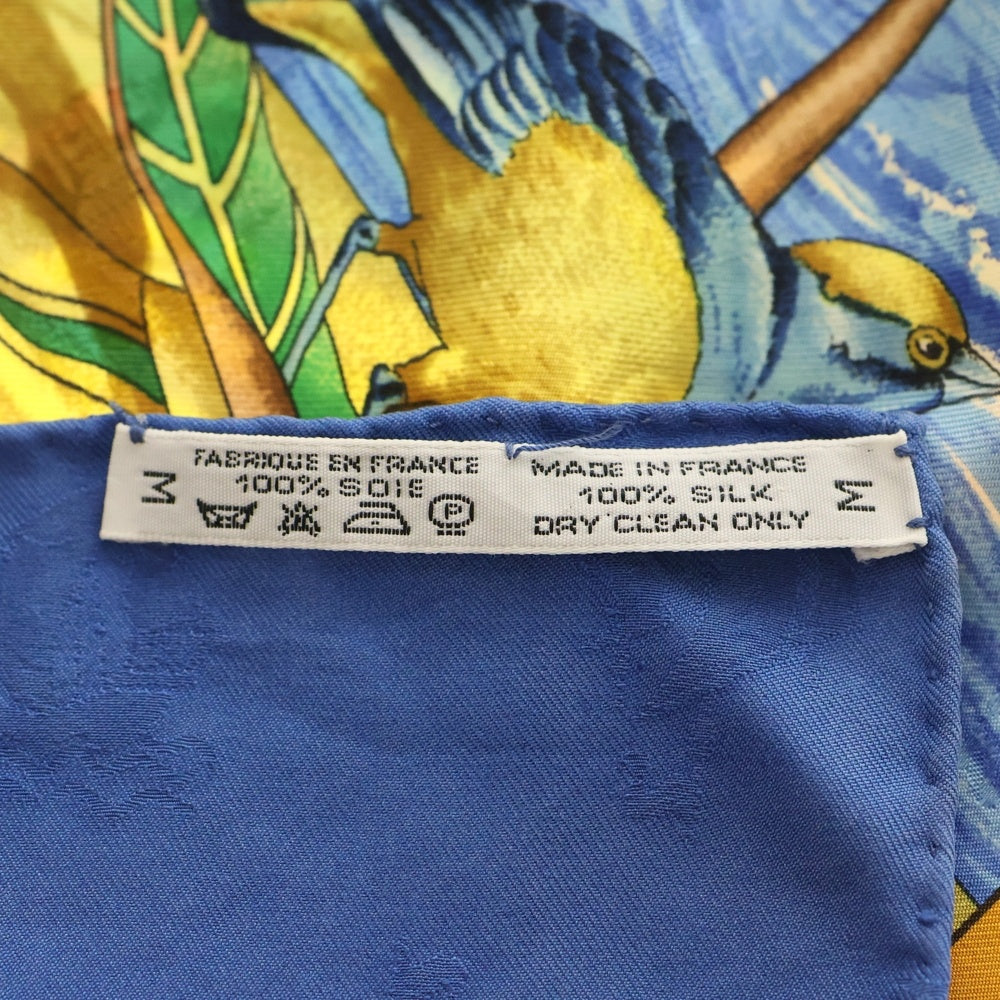 M
FABRIQUE EN FRANCE
100% SOIE
P
MADE IN FRANCE
100% SILK
DRY CLEAN ONLY
M